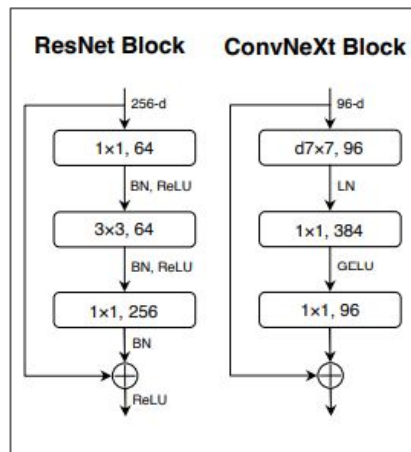 ResNet Block
256-d
1×1, 64
BN, ReLU
3×3, 64
BN, ReLU
1×1, 256
BN
ReLU
ConvNeXt Block
96-d
d7×7, 96
LN
1×1, 384
GELU
1×1, 96